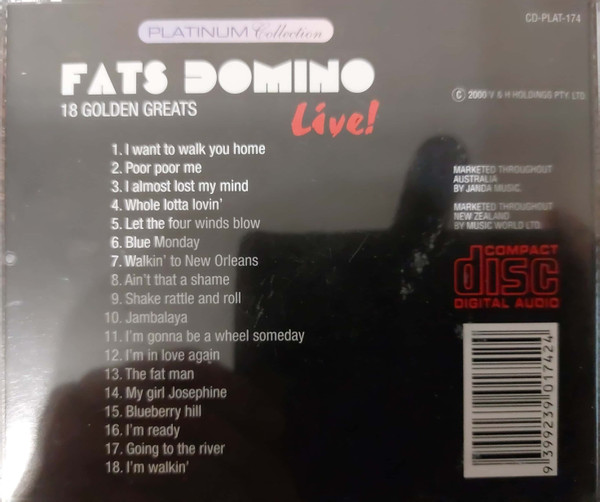 PLATINUM Collection
CD-PLAT-174
FATS DOMINO
18 GOLDEN GREATS
Live!
© 2000 V & H HOLDINGS PTY. LTD.
1. I want to walk you home
2. Poor poor me
3. I almost lost my mind
4. Whole lotta lovin'
5. Let the four winds blow
6. Blue Monday
7. Walkin' to New Orleans
8. Ain't that a shame
9. Shake rattle and roll
10. Jambalaya
11. I'm gonna be a wheel someday
12. I'm in love again
13. The fat man
14. My girl Josephine
15. Blueberry hill
16. I'm ready
17. Going to the river
18. I'm walkin'
MARKETED THROUGHOUT
AUSTRALIA
BY JANDA MUSIC.
MARKETED THROUGHOUT
NEW ZEALAND
BY MUSIC WORLD LTD.
COMPACT
disc
DIGITAL AUDIO
9399239017424